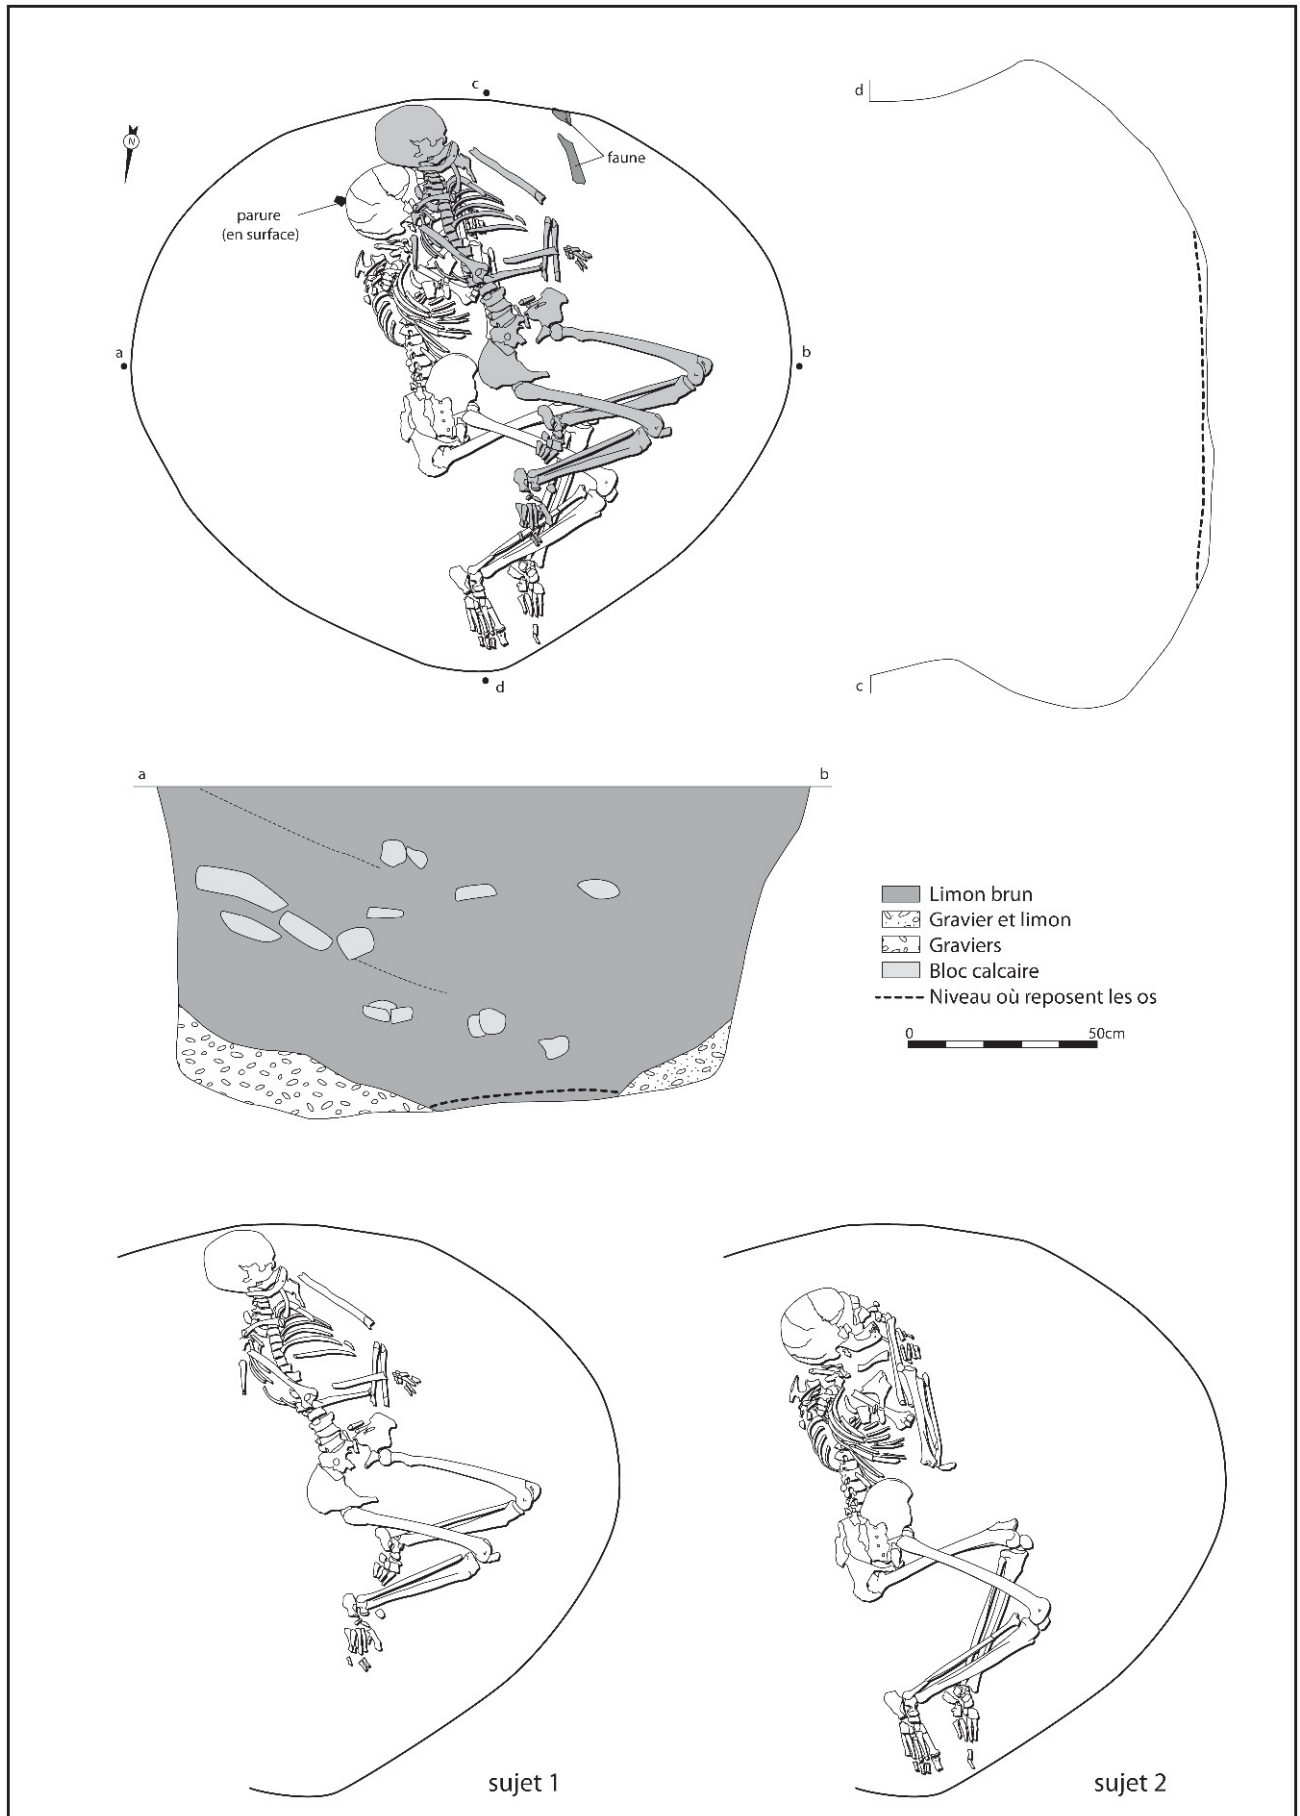 c
N
faune
parure
(en surface)
a
b
d
d
c
a
b
Limon brun
Gravier et limon
Graviers
Bloc calcaire
Niveau où reposent les os
0
50cm
sujet 1
sujet 2